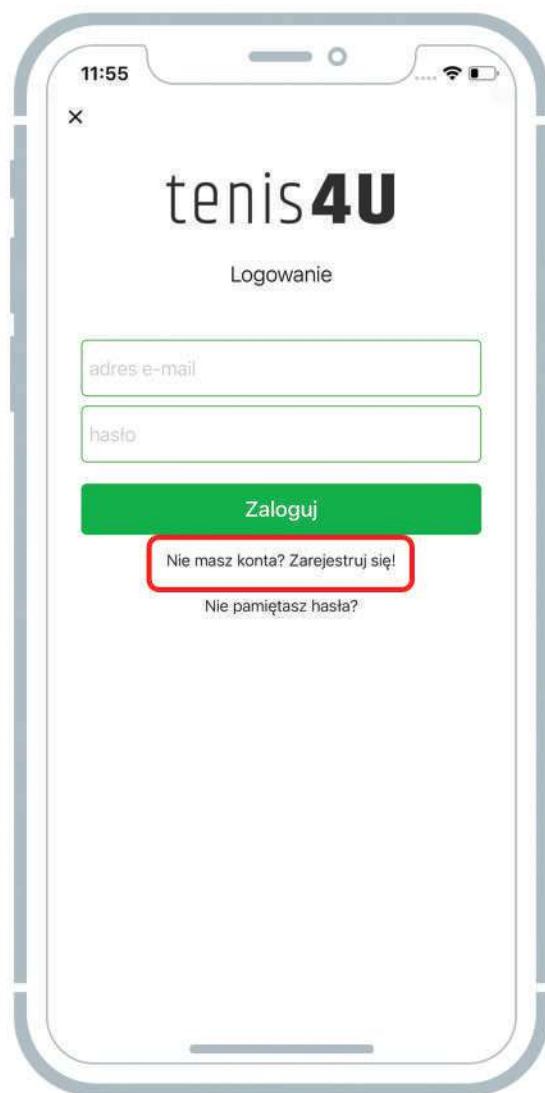 11:55
×
tenis4U
Logowanie
adres e-mail
hasło
Zaloguj
Nie masz konta? Zarejestruj się!
Nie pamiętasz hasła?